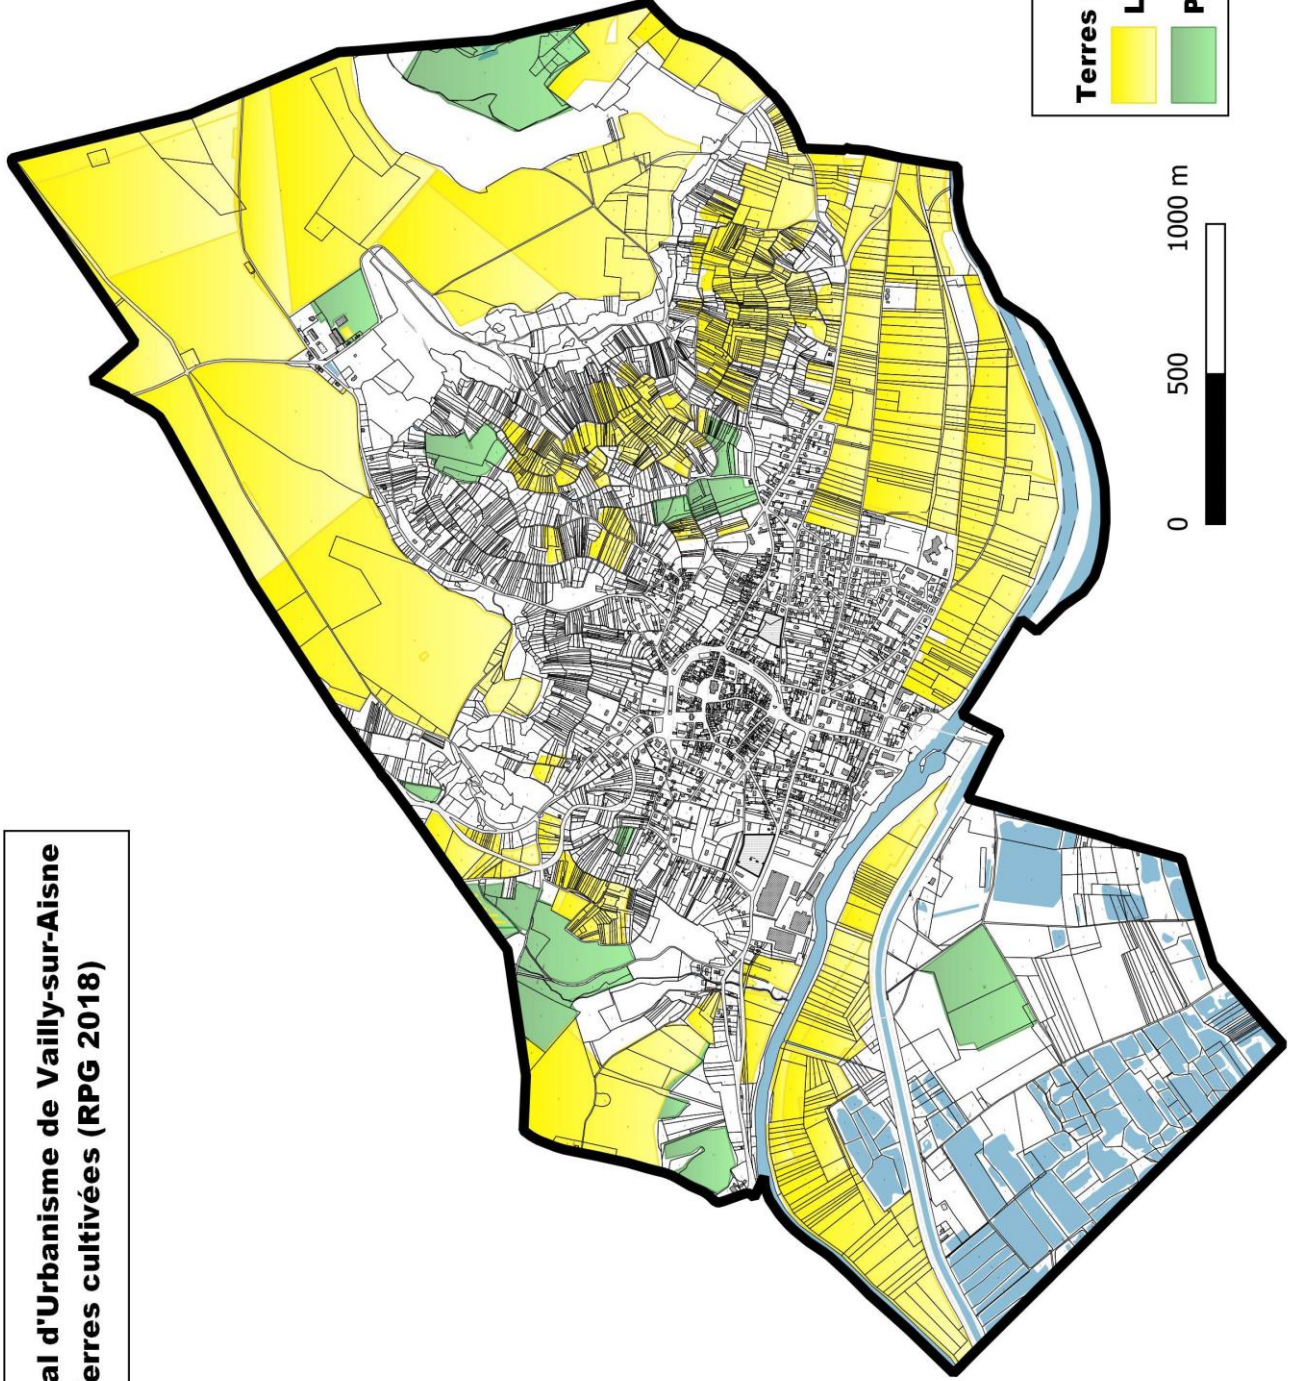 al d'Urbanisme de Vailly-sur-Aisne
erres cultivées (RPG 2018)
Terres
L
P
0 500 1000 m